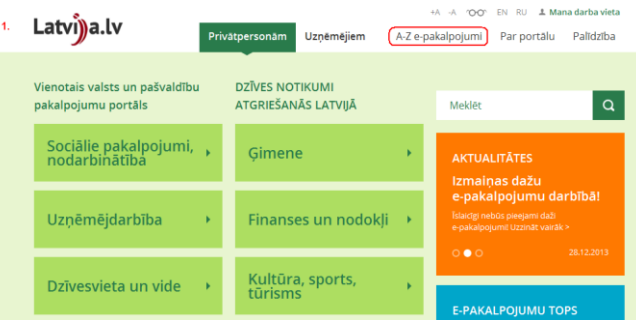 +A -A EN RU Mana darba vieta
1.
Latvija.lv
Privātpersonām Uzņēmējiem A-Z e-pakalpojumi Par portālu Palīdzība
Vienotais valsts un pašvaldību
pakalpojumu portāls
DZĪVES NOTIKUMI
ATGRIEŠANĀS LATVIJĀ
Meklēt
Sociālie pakalpojumi,
nodarbinātība
Ģimene
AKTUALITĀTES
Izmaiņas dažu
e-pakalpojumu darbībā!
Īslaicīgi nebūs pieejami daži
e-pakalpojumi! Uzzināt vairāk >
28.12.2013
Uzņēmējdarbība
Finanses un nodokļi
Dzīvesvieta un vide
Kultūra, sports,
tūrisms
E-PAKALPOJUMU TOPS